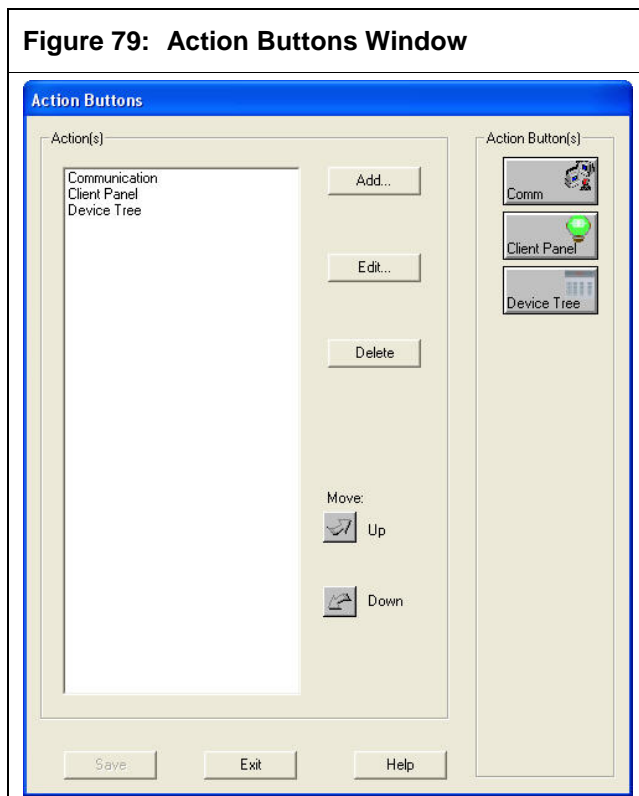 Figure 79: Action Buttons Window
Action Buttons
Action(s)
Communication
Client Panel
Device Tree
Add...
Edit...
Delete
Move:
Up
Down
Action Button(s)
Comm
Client Panel
Device Tree
Save
Exit
Help